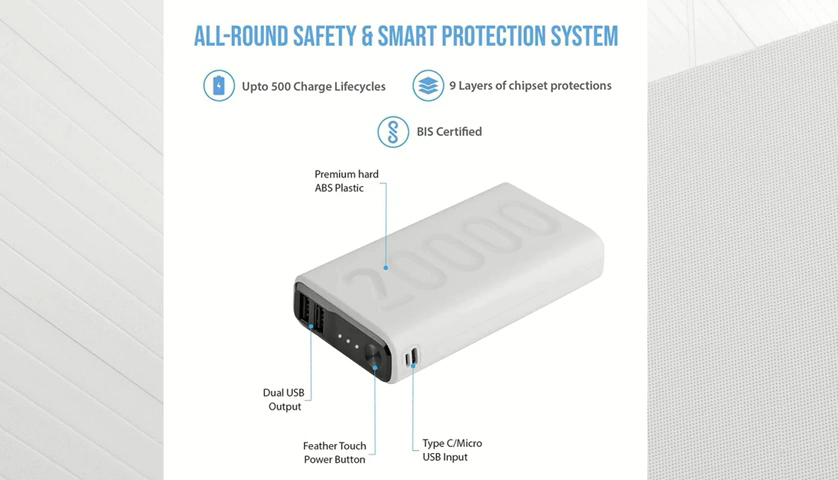 ALL-ROUND SAFETY & SMART PROTECTION SYSTEM
Upto 500 Charge Lifecycles
9 Layers of chipset protections
BIS Certified
Premium hard
ABS Plastic
20000
Dual USB
Output
Feather Touch
Power Button
Type C/Micro
USB Input